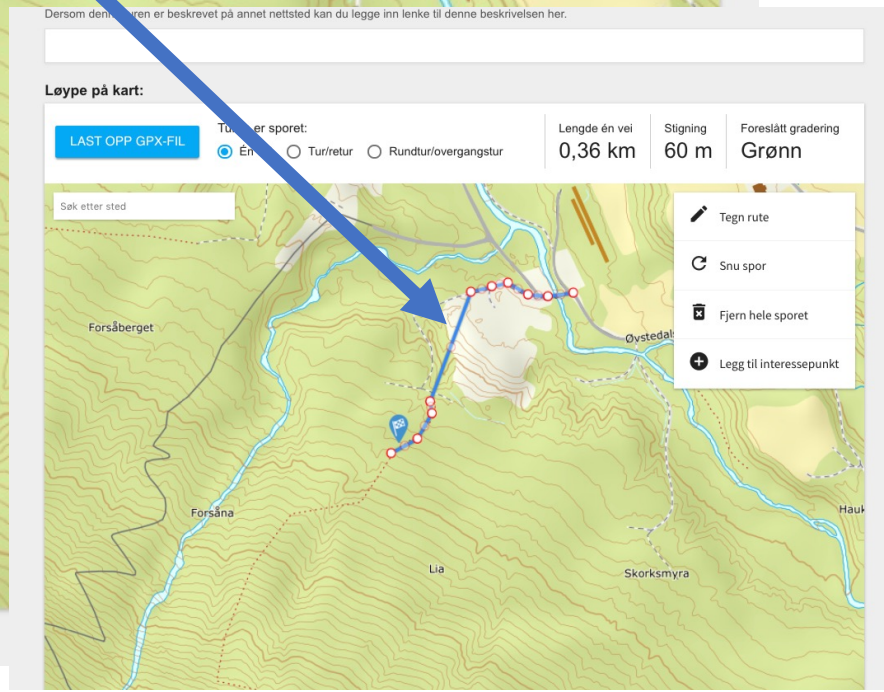 Dersom denne turen er beskrevet på annet nettsted kan du legge inn lenke til denne beskrivelsen her.
Løype på kart:
LAST OPP GPX-FIL
er sporet:
Tur/retur
Rundtur/overgangstur
Lengde én vei
0,36 km
Stigning
60 m
Foreslått gradering
Grønn
Søk etter sted
Tegn rute
Snu spor
Fjern hele sporet
Legg til interessepunkt
Forsåberget
Øvstedal
Forsåna
Hauk
Lia
Skorksmyra